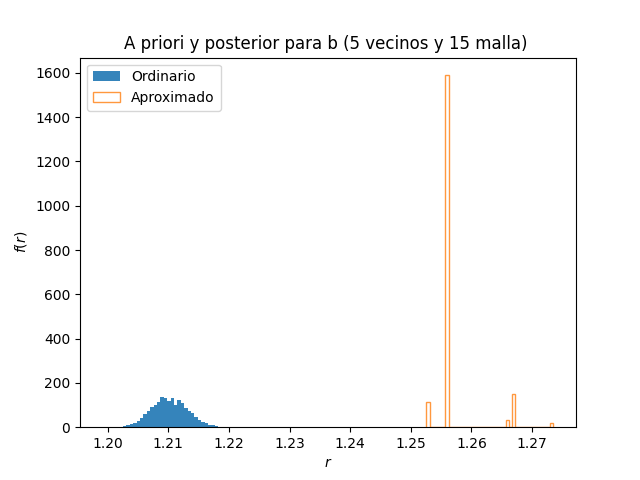 A priori y posterior para b (5 vecinos y 15 malla)
Ordinario
Aproximado
1600
1400
1200
1000
800
600
400
200
0
f(r)
1.20 1.21 1.22 1.23 1.24 1.25 1.26 1.27
r